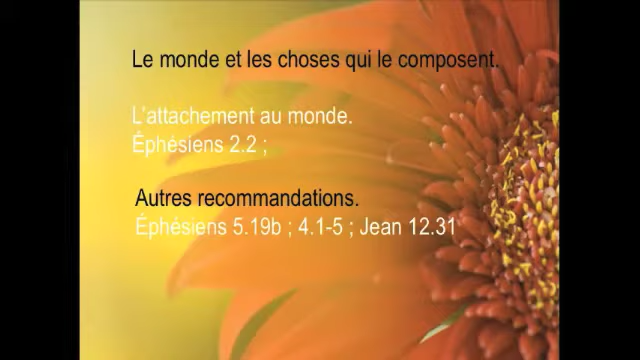 Le monde et les choses qui le composent.
L'attachement au monde.
Éphésiens 2.2 ;
Autres recommandations.
Éphésiens 5.19b ; 4.1-5 ; Jean 12.31